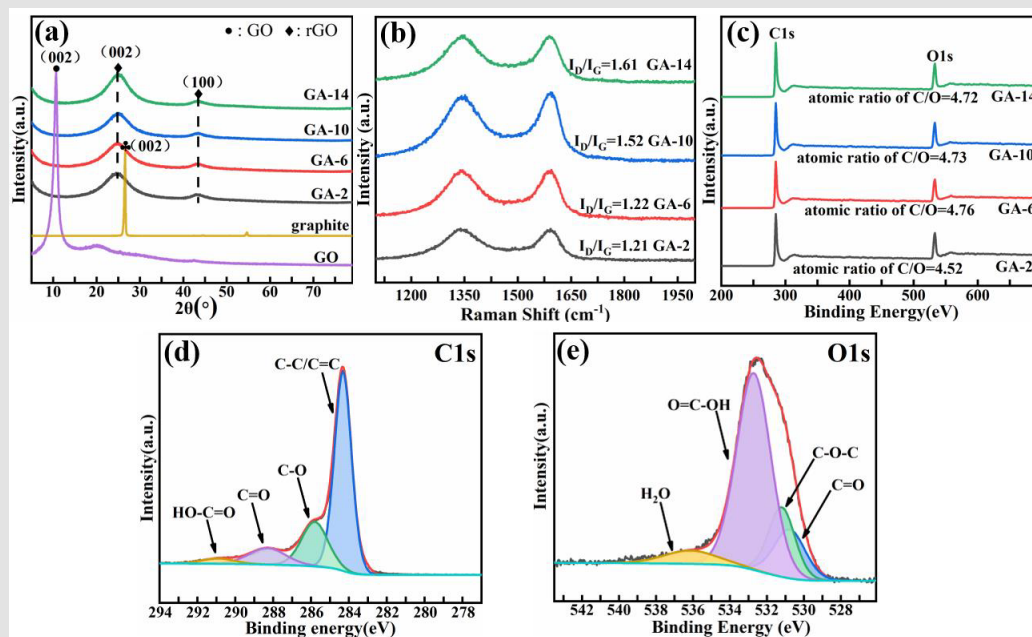 (a)
● : GO ◆ : rGO
(002)
(002)
(100)
GA-14
GA-10
♣(002)
GA-6
GA-2
graphite
GO
Intensity(a.u.)
10 20 30 40 50 60 70
2θ(°)
(b)
I_D/I_G=1.61 GA-14
I_D/I_G=1.52 GA-10
I_D/I_G=1.22 GA-6
I_D/I_G=1.21 GA-2
Intensity(a.u.)
1200 1350 1500 1650 1800 1950
Raman Shift (cm⁻¹)
(c)
C1s
O1s
GA-14
atomic ratio of C/O=4.72
GA-10
atomic ratio of C/O=4.73
GA-6
atomic ratio of C/O=4.76
GA-2
atomic ratio of C/O=4.52
Intensity(a.u.)
200 300 400 500 600
Binding Energy(eV)
(d)
C1s
C-C/C=C
C-O
C=O
HO-C=O
Intensity(a.u.)
294 292 290 288 286 284 282 280 278
Binding energy(eV)
(e)
O1s
O=C-OH
C-O-C
C=O
H₂O
Intensity(a.u.)
540 538 536 534 532 530 528
Binding Energy (eV)